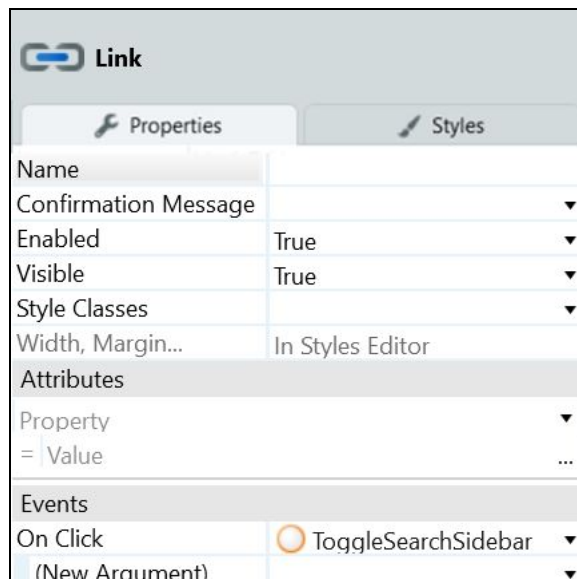 Link
Properties Styles
Name
Confirmation Message
Enabled True
Visible True
Style Classes
Width, Margin... In Styles Editor
Attributes
Property
= Value ...
Events
On Click ToggleSearchSidebar
(New Argument)